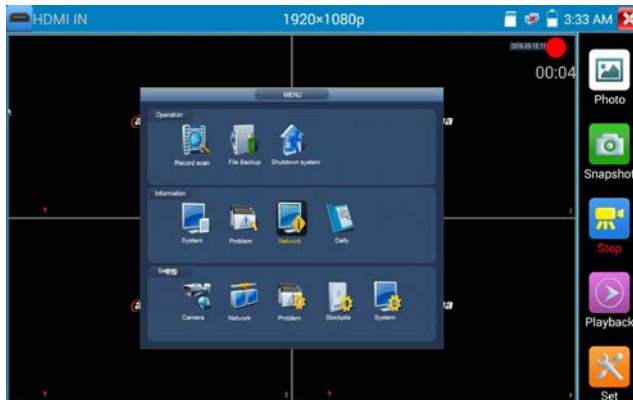 HDMI IN
1920×1080p
3:33 AM
00:04
MENU
Operation
Record scan
File Backup
Shutdown system
Information
System
Problem
Network
Daily
Camera
Network
Problem
Stockpile
System
Photo
Snapshot
Stop
Playback
Set